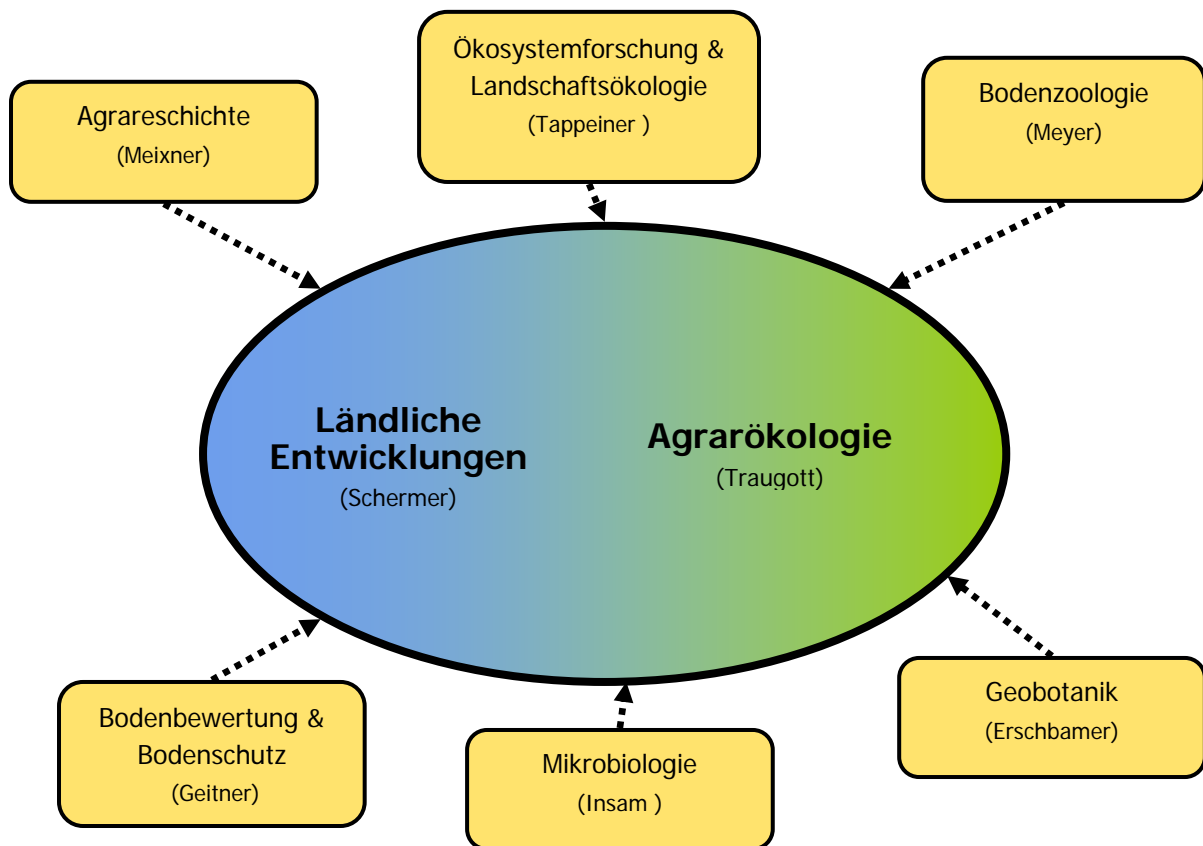 Ökosystemforschung &
Landschaftsökologie
(Tappeiner )
Agrareschichte
(Meixner)
Bodenzoologie
(Meyer)
Ländliche
Entwicklungen
(Schermer)
Agrarökologie
(Traugott)
Bodenbewertung &
Bodenschutz
(Geitner)
Mikrobiologie
(Insam )
Geobotanik
(Erschbamer)